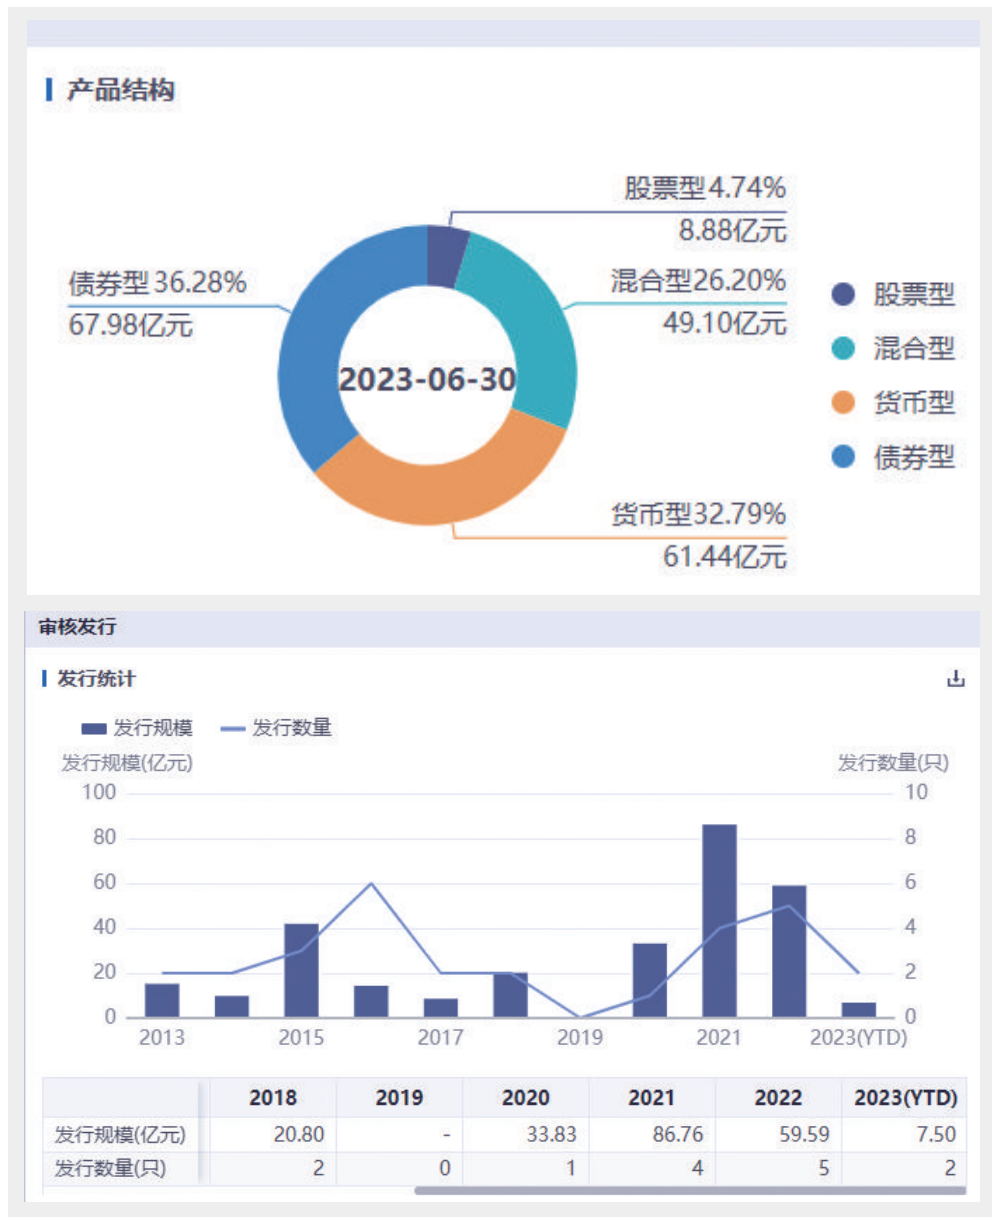 产品结构
股票型4.74%
8.88亿元
债券型36.28%
67.98亿元
混合型26.20%
49.10亿元
2023-06-30
货币型32.79%
61.44亿元
股票型
混合型
货币型
债券型
审核发行
发行统计
发行规模 发行数量
发行规模(亿元) 发行数量(只)
100 10
80 8
60 6
40 4
20 2
0 0
2013 2015 2017 2019 2021 2023(YTD)
2018 2019 2020 2021 2022 2023(YTD)
发行规模(亿元) 20.80 - 33.83 86.76 59.59 7.50
发行数量(只) 2 0 1 4 5 2